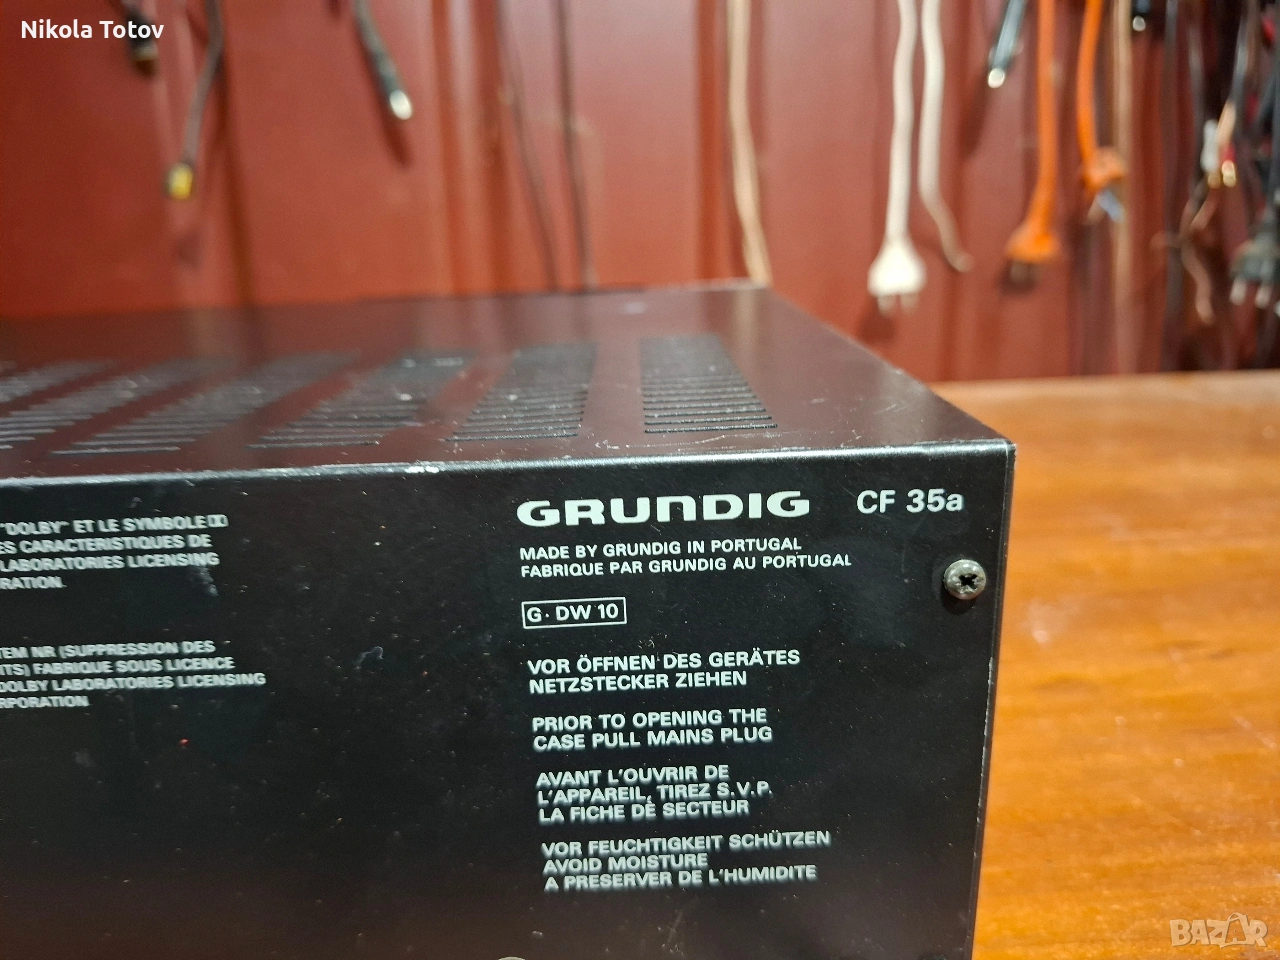 Nikola Totov
"DOLBY" ET LE SYMBOLE
ES CARACTERISTIQUES DE
LABORATORIES LICENSING
RATION
TEM NR (SUPPRESSION DES
ITS) FABRIQUE SOUS LICENCE
DOLBY LABORATORIES LICENSING
RPORATION
GRUNDIG CF 35a
MADE BY GRUNDIG IN PORTUGAL
FABRIQUE PAR GRUNDIG AU PORTUGAL
G· DW 10
VOR ÖFFNEN DES GERÄTES
NETZSTECKER ZIEHEN
PRIOR TO OPENING THE
CASE PULL MAINS PLUG
AVANT L'OUVRIR DE
L'APPAREIL, TIREZ S.V.P.
LA FICHE DE SECTEUR
VOR FEUCHTIGKEIT SCHÜTZEN
AVOID MOISTURE
A PRESERVER DE L'HUMIDITE
BAZAR